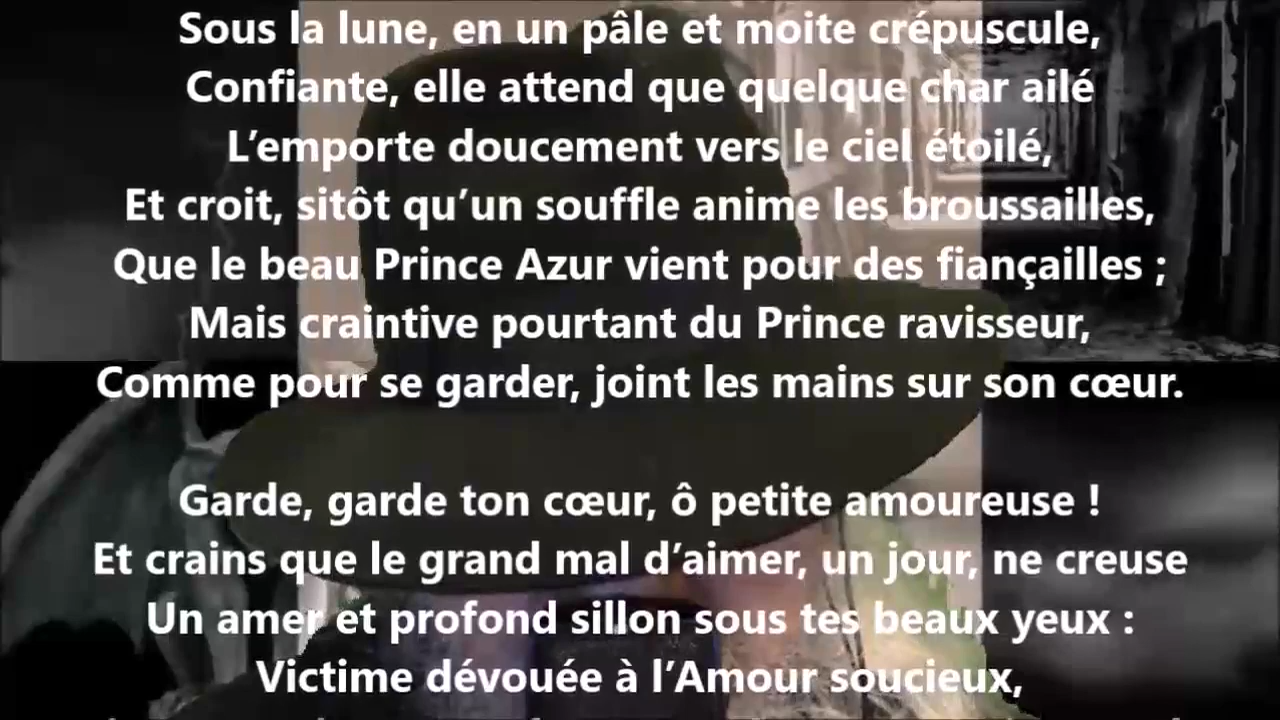 Sous la lune, en un pâle et moite crépuscule,
Confiante, elle attend que quelque char ailé
L’emporte doucement vers le ciel étoilé,
Et croit, sitôt qu’un souffle anime les broussailles,
Que le beau Prince Azur vient pour des fiançailles ;
Mais craintive pourtant du Prince ravisseur,
Comme pour se garder, joint les mains sur son cœur.
Garde, garde ton cœur, ô petite amoureuse !
Et crains que le grand mal d’aimer, un jour, ne creuse
Un amer et profond sillon sous tes beaux yeux :
Victime dévouée à l’Amour soucieux,